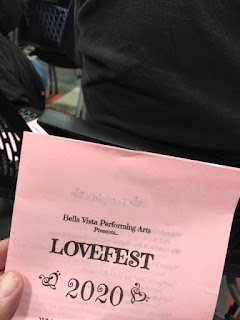 Bella Vista Performing Arts
Presents...
LOVEFEST
2020